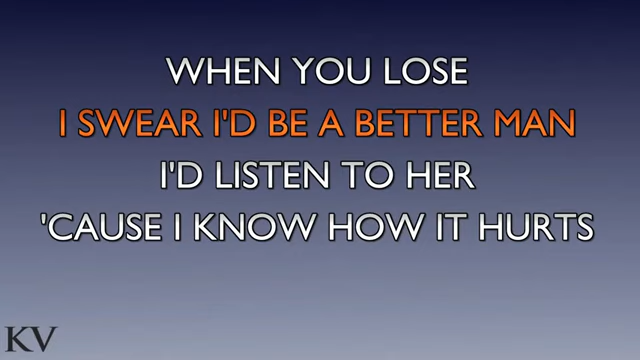 WHEN YOU LOSE
I SWEAR I'D BE A BETTER MAN
I'D LISTEN TO HER
'CAUSE I KNOW HOW IT HURTS
KV